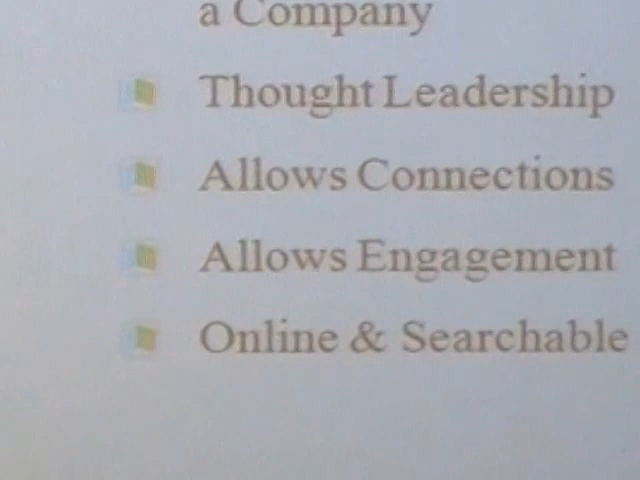 a Company
Thought Leadership
Allows Connections
Allows Engagement
Online & Searchable